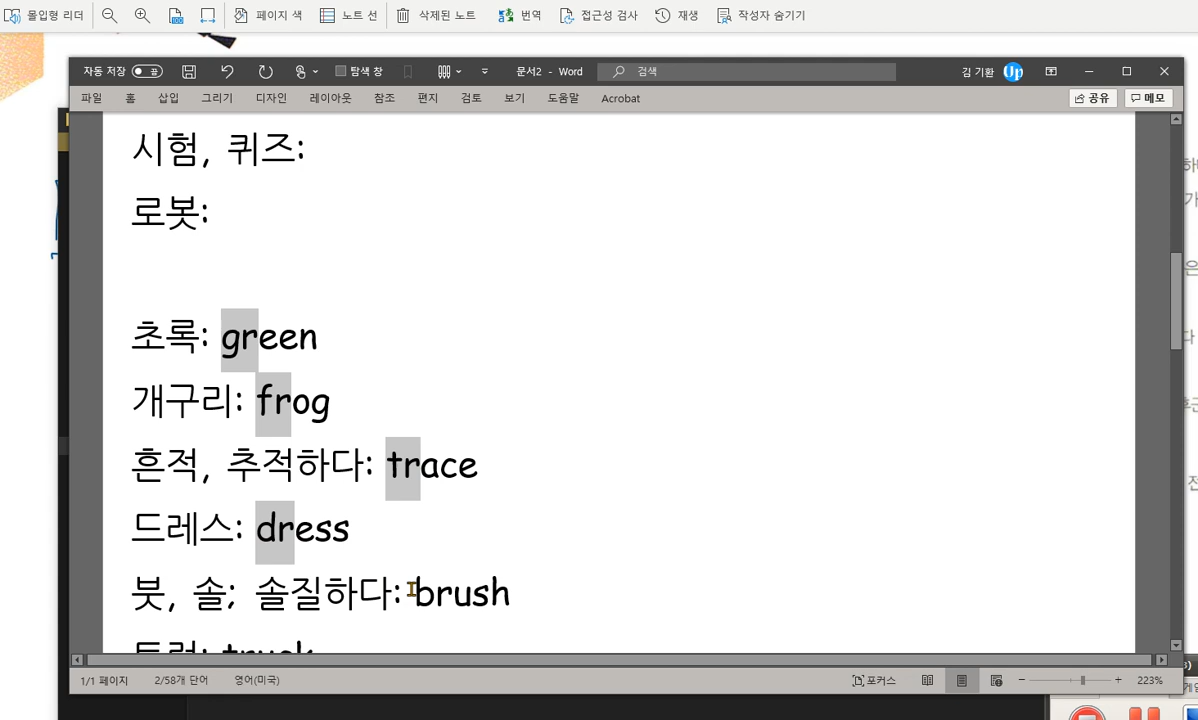 몰입형 리더 페이지 색 노트 선 삭제된 노트 번역 접근성 검사 재생 작성자 숨기기
자동 저장 끔 탐색 창 문서2 - Word 검색 김 기환 Up
파일 홈 삽입 그리기 디자인 레이아웃 참조 편지 검토 보기 도움말 Acrobat 공유 메모
시험, 퀴즈:
로봇:
초록: green
개구리: frog
흔적, 추적하다: trace
드레스: dress
붓, 솔; 솔질하다: brush
트럭: truck
1/1 페이지 2/58개 단어 영어(미국) 포커스 223%